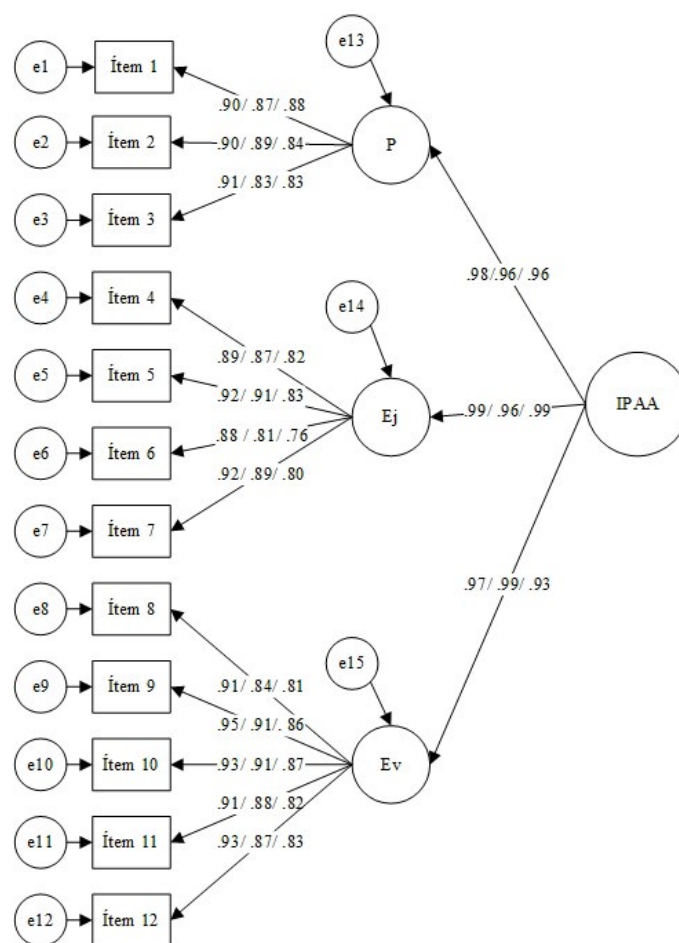 e13
e1
Ítem 1
.90/ .87/ .88
e2
Ítem 2
.90/ .89/ .84
P
e3
Ítem 3
.91/ .83/ .83
.98/.96/ .96
e4
Ítem 4
e14
.89/ .87/ .82
e5
Ítem 5
.92/ .91/ .83
Ej
.99/ .96/ .99
IPAA
e6
Ítem 6
.88 / .81/ .76
e7
Ítem 7
.92/ .89/ .80
.97/ .99/ .93
e8
Ítem 8
e15
.91/ .84/ .81
e9
Ítem 9
.95/ .91/ .86
e10
Ítem 10
.93/ .91/ .87
Ev
e11
Ítem 11
.91/ .88/ .82
.93/ .87/ .83
e12
Ítem 12